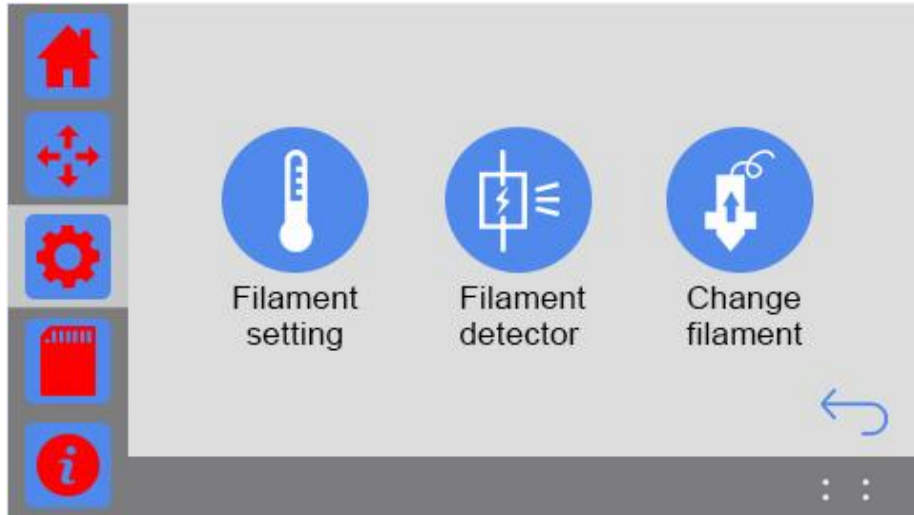 Filament
setting
Filament
detector
Change
filament
i
: :